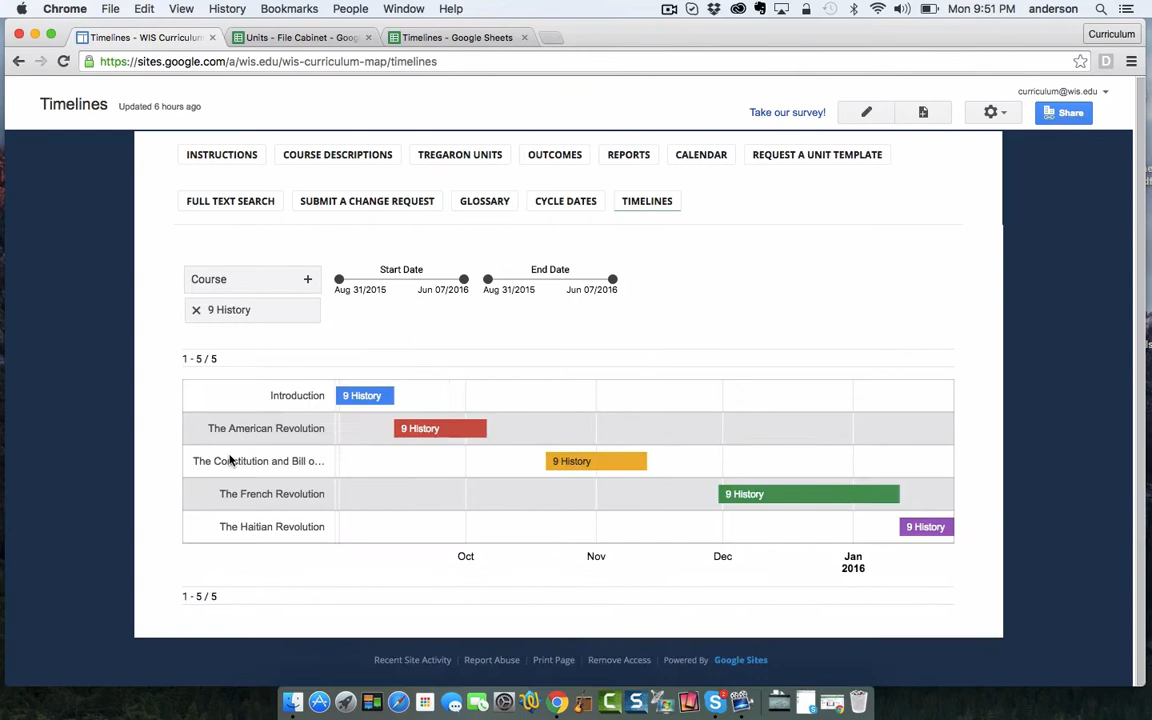 Chrome File Edit View History Bookmarks People Window Help Mon 9:51 PM anderson
Timelines - WIS Curriculum Units - File Cabinet - Goog Timelines - Google Sheets Curriculum
https://sites.google.com/a/wis.edu/wis-curriculum-map/timelines
curriculum@wis.edu
Timelines Updated 6 hours ago Take our survey! Share
INSTRUCTIONS COURSE DESCRIPTIONS TREGARON UNITS OUTCOMES REPORTS CALENDAR REQUEST A UNIT TEMPLATE
FULL TEXT SEARCH SUBMIT A CHANGE REQUEST GLOSSARY CYCLE DATES TIMELINES
Course + Start Date End Date
Aug 31/2015 Jun 07/2016 Aug 31/2015 Jun 07/2016
9 History
1 - 5 / 5
Introduction 9 History
The American Revolution 9 History
The Constitution and Bill o... 9 History
The French Revolution 9 History
The Haitian Revolution 9 History
Oct Nov Dec Jan
2016
1 - 5 / 5
Recent Site Activity | Report Abuse | Print Page | Remove Access | Powered By Google Sites